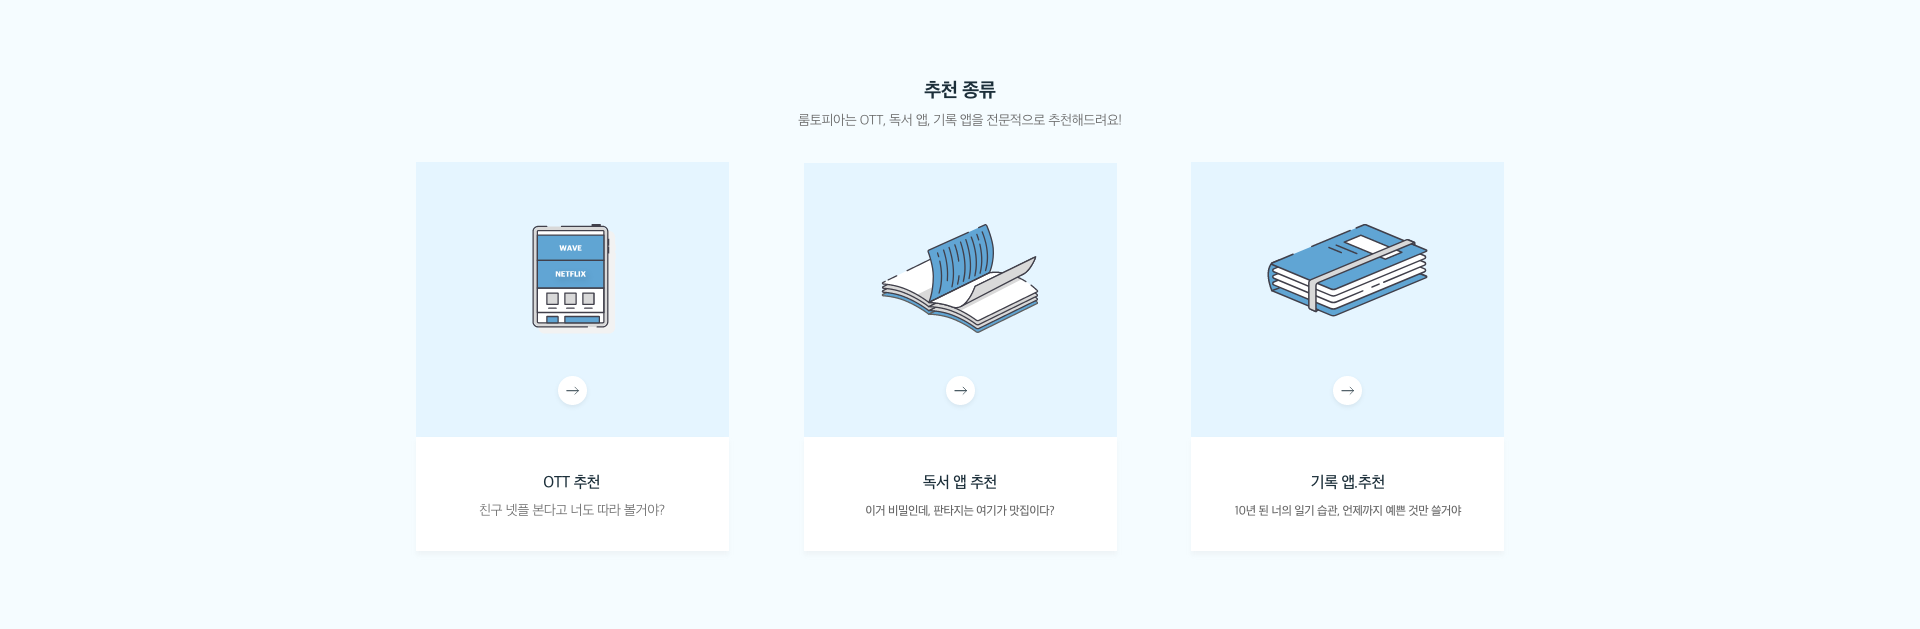 추천 종류
룸토피아는 OTT, 독서 앱, 기록 앱을 전문적으로 추천해드려요!
WAVE
NETFLIX
OTT 추천
친구 넷플 본다고 너도 따라 볼거야?
독서 앱 추천
이거 비밀인데, 판타지는 여기가 맛집이다?
기록 앱.추천
10년 된 너의 일기 습관, 언제까지 예쁜 것만 쓸거야